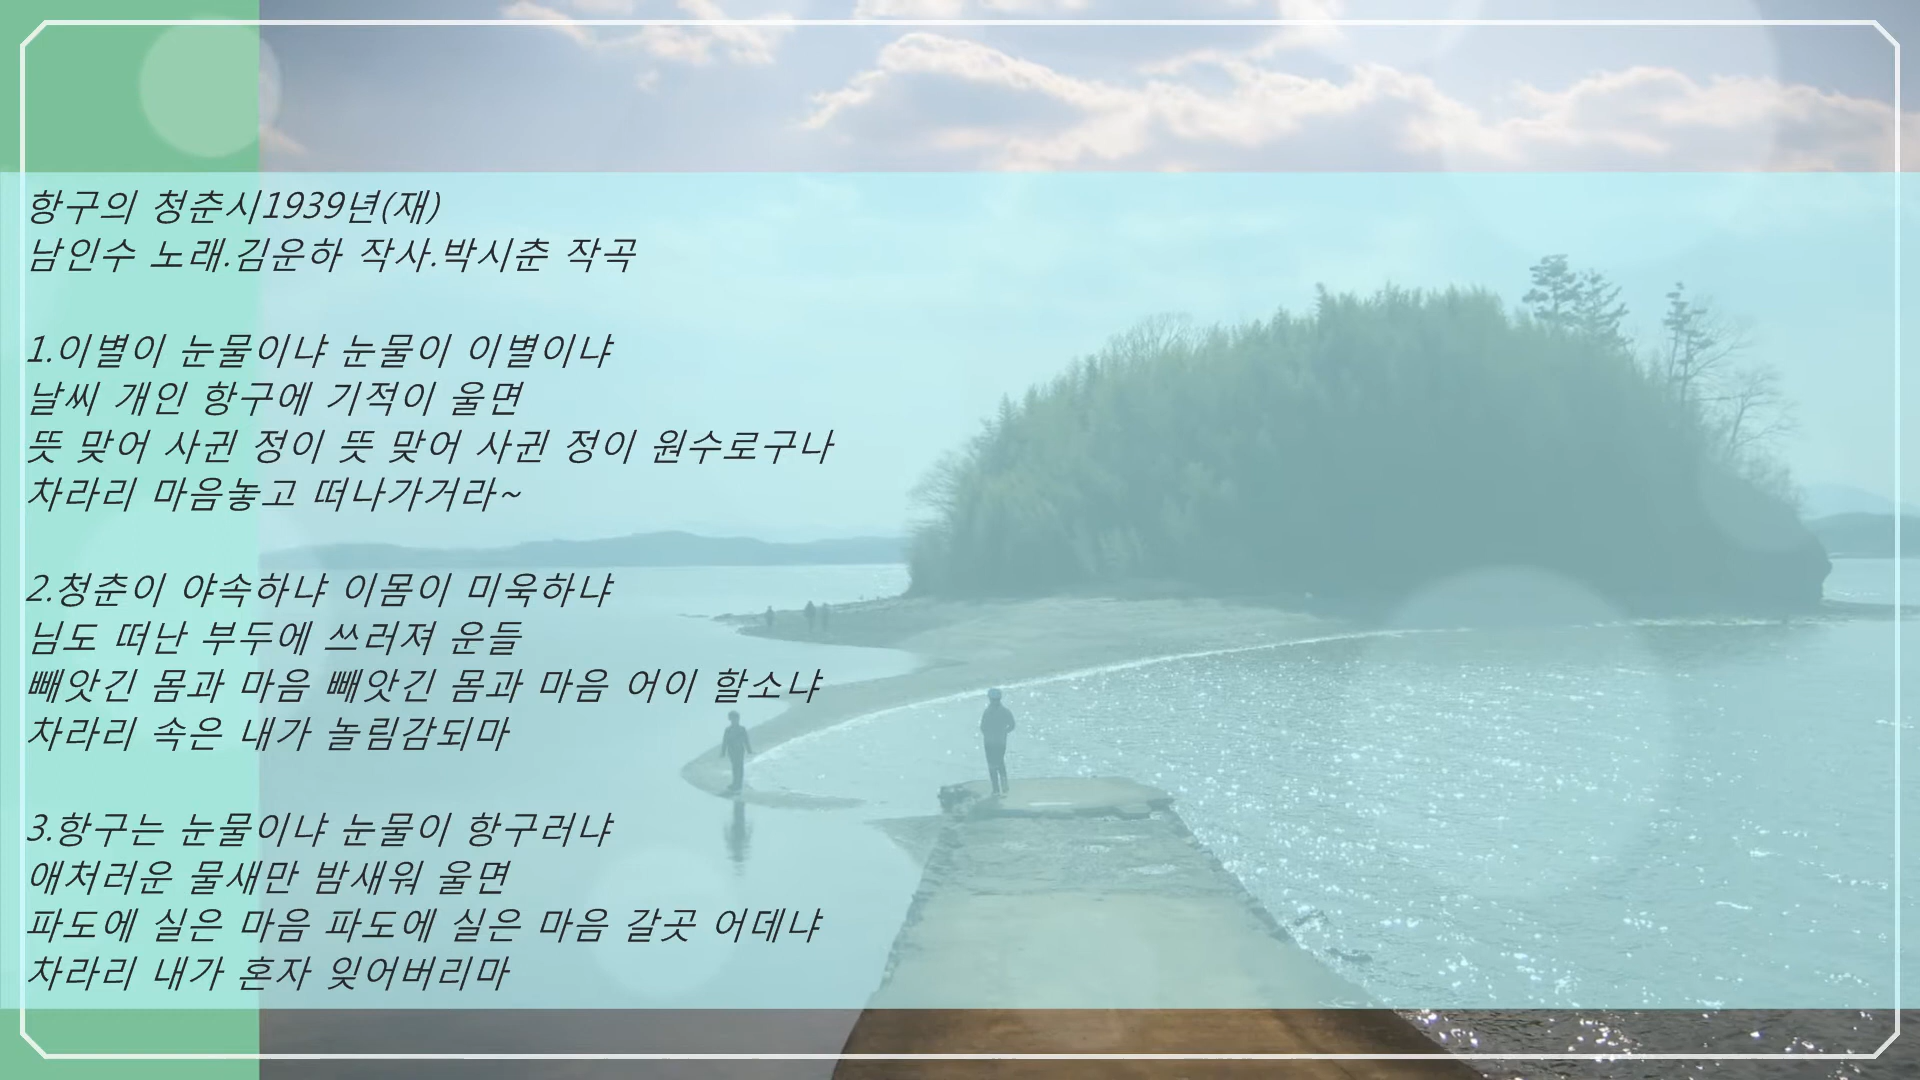 항구의 청춘시1939년(재)
남인수 노래.김운하 작사.박시춘 작곡
1.이별이 눈물이냐 눈물이 이별이냐
날씨 개인 항구에 기적이 울면
뜻 맞어 사귄 정이 뜻 맞어 사귄 정이 원수로구나
차라리 마음놓고 떠나가거라~
2.청춘이 야속하냐 이몸이 미욱하냐
님도 떠난 부두에 쓰러져 운들
빼앗긴 몸과 마음 빼앗긴 몸과 마음 어이 할소냐
차라리 속은 내가 놀림감되마
3.항구는 눈물이냐 눈물이 항구러냐
애처러운 물새만 밤새워 울면
파도에 실은 마음 파도에 실은 마음 갈곳 어데냐
차라리 내가 혼자 잊어버리마